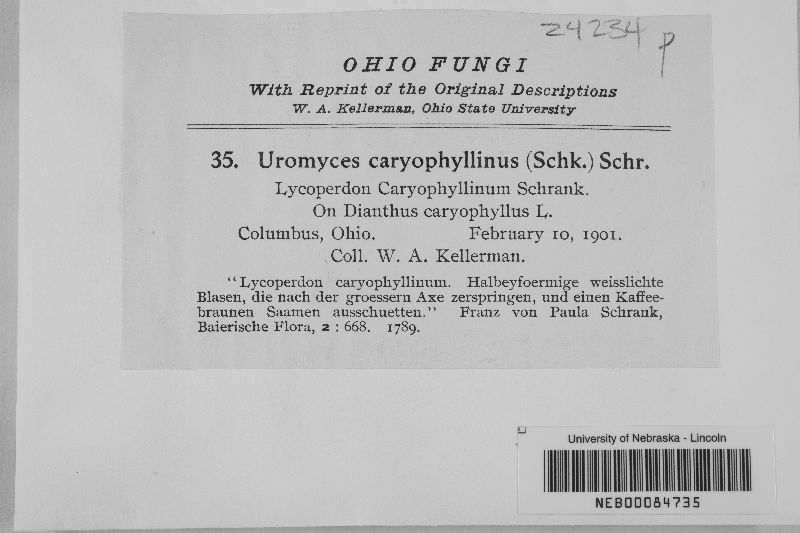 24234 p
OHIO FUNGI
With Reprint of the Original Descriptions
W. A. Kellerman, Ohio State University
35. Uromyces caryophyllinus (Schk.) Schr.
Lycoperdon Caryophyllinum Schrank.
On Dianthus caryophyllus L.
Columbus, Ohio. February 10, 1901.
Coll. W. A. Kellerman.
"Lycoperdon caryophyllinum. Halbeyfoermige weisslichte
Blasen, die nach der groessern Axe zerspringen, und einen Kaffee-
braunen Saamen ausschuetten." Franz von Paula Schrank,
Baierische Flora, 2 : 668. 1789.
University of Nebraska - Lincoln
NEB00084735